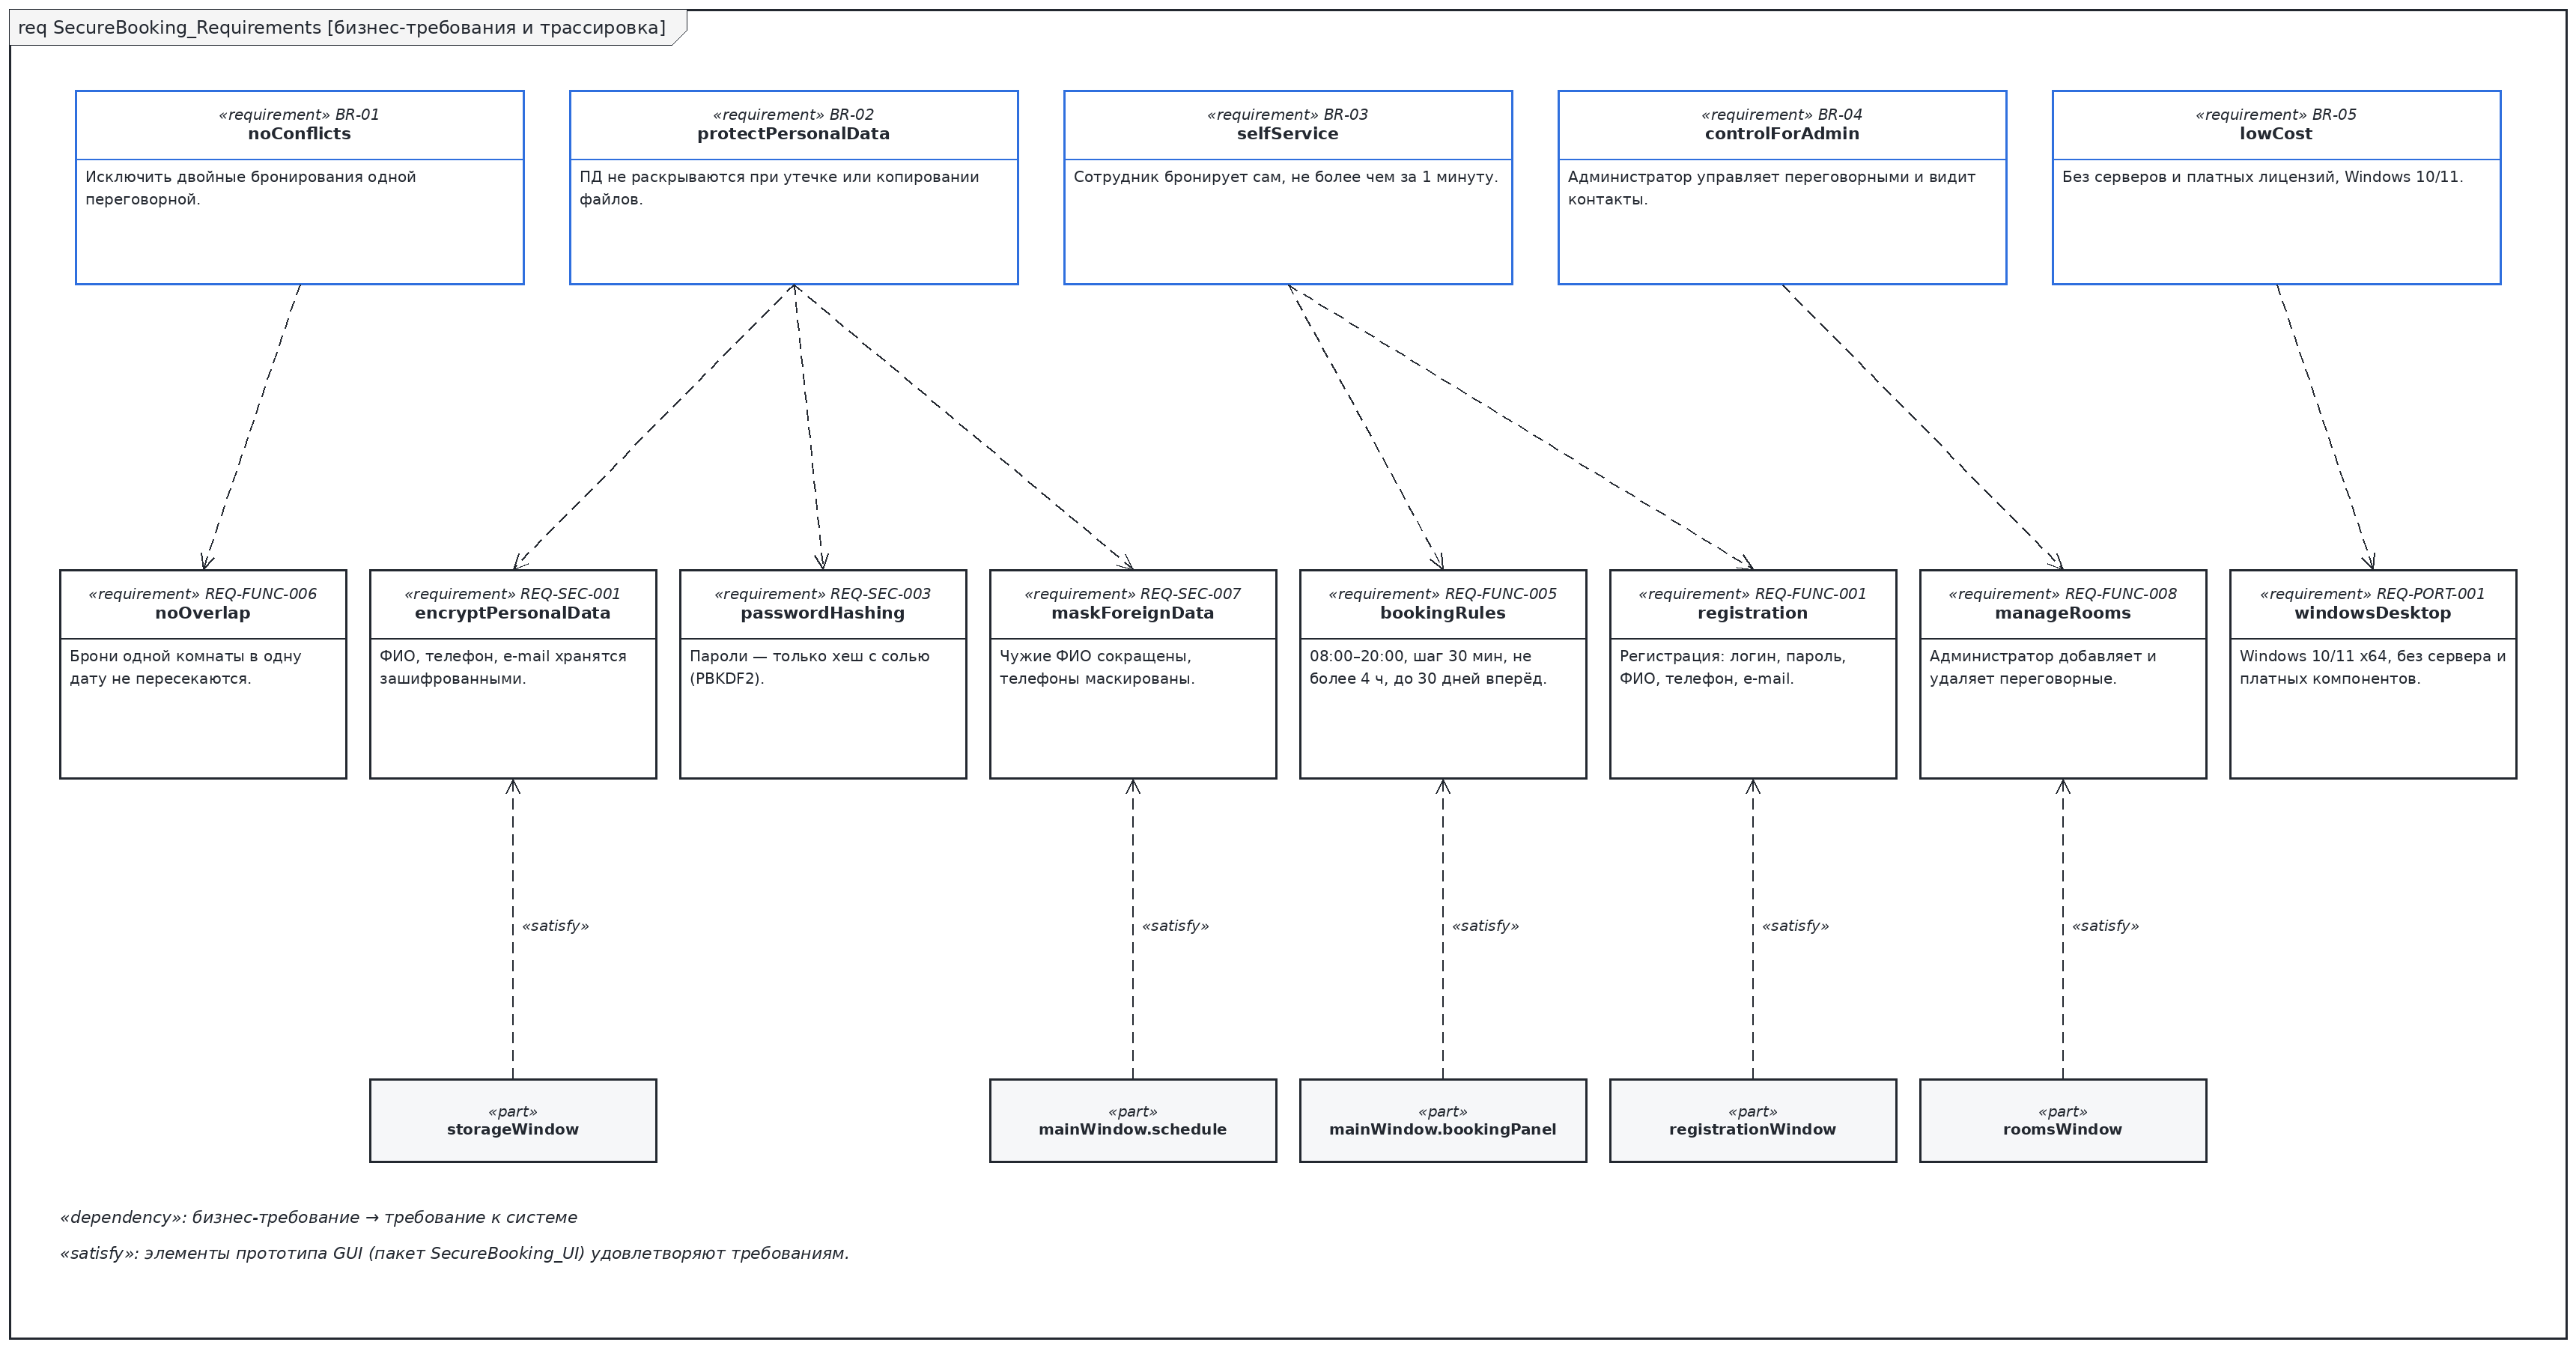 req SecureBooking_Requirements [бизнес-требования и трассировка]
«requirement» BR-01
noConflicts
Исключить двойные бронирования одной
переговорной.
«requirement» BR-02
protectPersonalData
ПД не раскрываются при утечке или копировании
файлов.
«requirement» BR-03
selfService
Сотрудник бронирует сам, не более чем за 1 минуту.
«requirement» BR-04
controlForAdmin
Администратор управляет переговорными и видит
контакты.
«requirement» BR-05
lowCost
Без серверов и платных лицензий, Windows 10/11.
«requirement» REQ-FUNC-006
noOverlap
Брони одной комнаты в одну
дату не пересекаются.
«requirement» REQ-SEC-001
encryptPersonalData
ФИО, телефон, e-mail хранятся
зашифрованными.
«requirement» REQ-SEC-003
passwordHashing
Пароли — только хеш с солью
(PBKDF2).
«requirement» REQ-SEC-007
maskForeignData
Чужие ФИО сокращены,
телефоны маскированы.
«requirement» REQ-FUNC-005
bookingRules
08:00–20:00, шаг 30 мин, не
более 4 ч, до 30 дней вперёд.
«requirement» REQ-FUNC-001
registration
Регистрация: логин, пароль,
ФИО, телефон, e-mail.
«requirement» REQ-FUNC-008
manageRooms
Администратор добавляет и
удаляет переговорные.
«requirement» REQ-PORT-001
windowsDesktop
Windows 10/11 x64, без сервера и
платных компонентов.
«satisfy»
«satisfy»
«satisfy»
«satisfy»
«satisfy»
«part»
storageWindow
«part»
mainWindow.schedule
«part»
mainWindow.bookingPanel
«part»
registrationWindow
«part»
roomsWindow
«dependency»: бизнес-требование → требование к системе
«satisfy»: элементы прототипа GUI (пакет SecureBooking_UI) удовлетворяют требованиям.